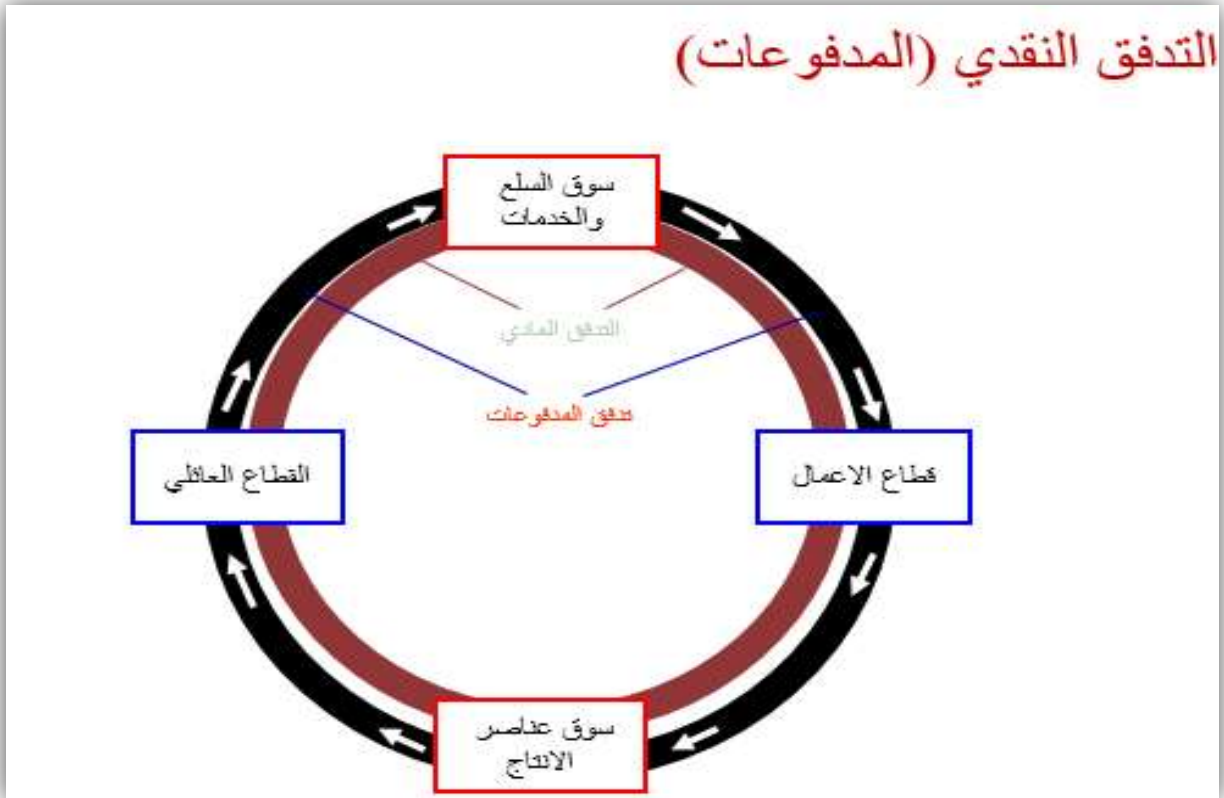 التدفق النقدي (المدفوعات)
سوق السلع
والخدمات
التدفق المادي
تدفق المدفوعات
قطاع الاعمال
القطاع العائلي
سوق عناصر
الانتاج